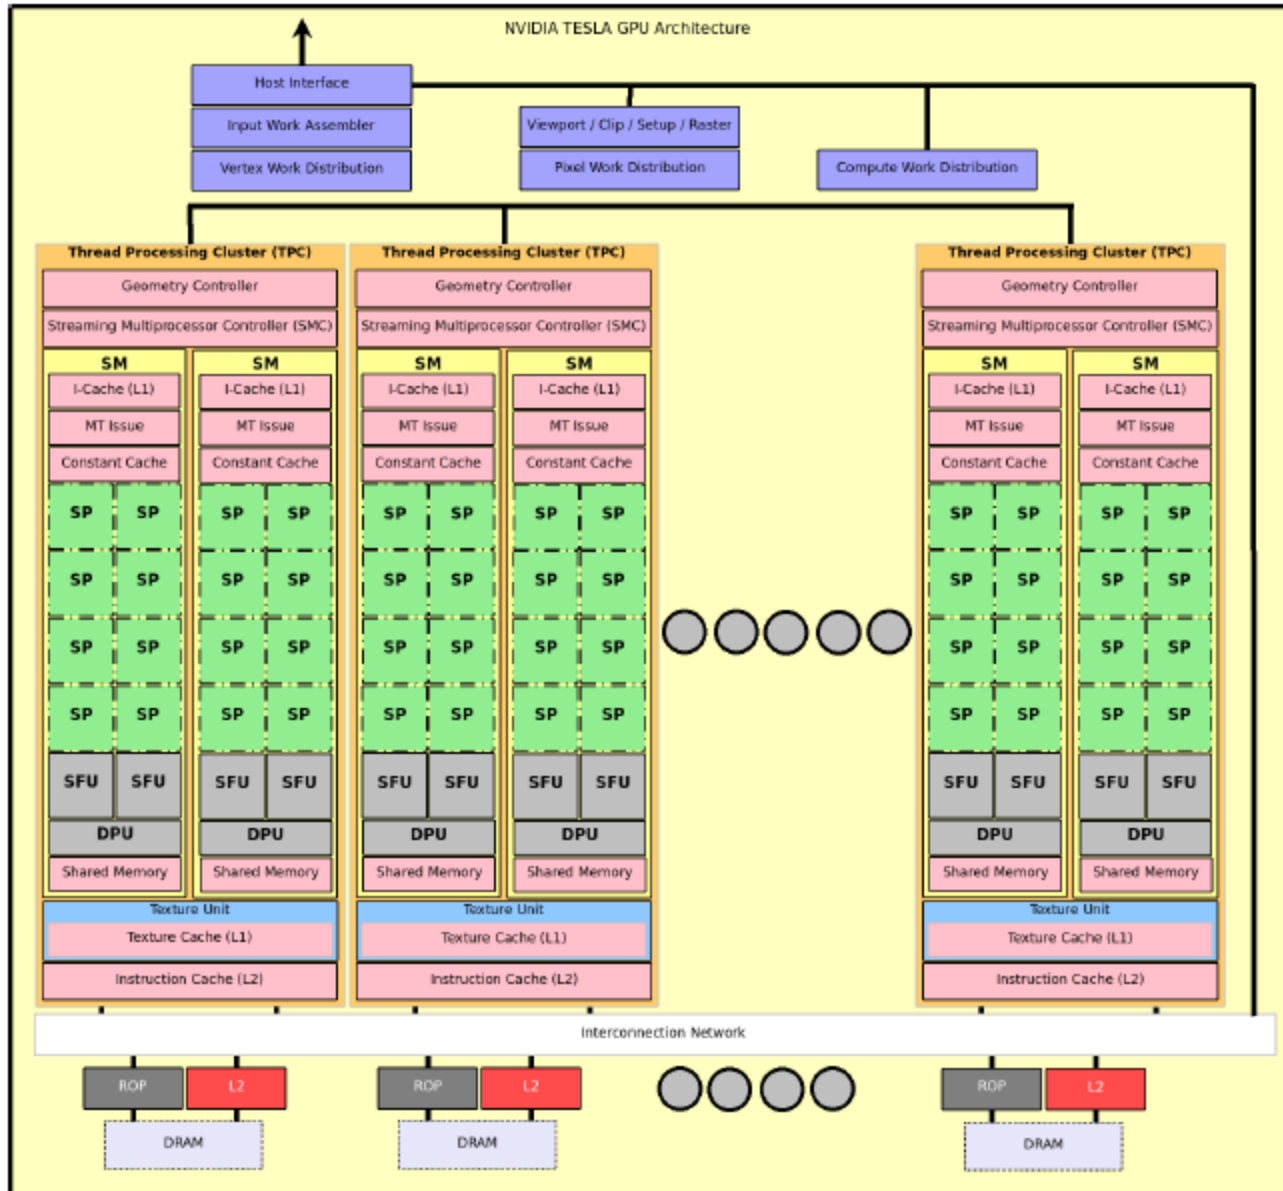 NVIDIA TESLA GPU Architecture
Host Interface
Input Work Assembler
Vertex Work Distribution
Viewport / Clip / Setup / Raster
Pixel Work Distribution
Compute Work Distribution
Thread Processing Cluster (TPC)
Geometry Controller
Streaming Multiprocessor Controller (SMC)
SM SM
I-Cache (L1) I-Cache (L1)
MT Issue MT Issue
Constant Cache Constant Cache
SP SP SP SP
SP SP SP SP
SP SP SP SP
SP SP SP SP
SFU SFU SFU SFU
DPU DPU
Shared Memory Shared Memory
Texture Unit
Texture Cache (L1)
Instruction Cache (L2)
Thread Processing Cluster (TPC)
Geometry Controller
Streaming Multiprocessor Controller (SMC)
SM SM
I-Cache (L1) I-Cache (L1)
MT Issue MT Issue
Constant Cache Constant Cache
SP SP SP SP
SP SP SP SP
SP SP SP SP
SP SP SP SP
SFU SFU SFU SFU
DPU DPU
Shared Memory Shared Memory
Texture Unit
Texture Cache (L1)
Instruction Cache (L2)
Thread Processing Cluster (TPC)
Geometry Controller
Streaming Multiprocessor Controller (SMC)
SM SM
I-Cache (L1) I-Cache (L1)
MT Issue MT Issue
Constant Cache Constant Cache
SP SP SP SP
SP SP SP SP
SP SP SP SP
SP SP SP SP
SFU SFU SFU SFU
DPU DPU
Shared Memory Shared Memory
Texture Unit
Texture Cache (L1)
Instruction Cache (L2)
Interconnection Network
ROP L2 ROP L2 ROP L2
DRAM DRAM DRAM